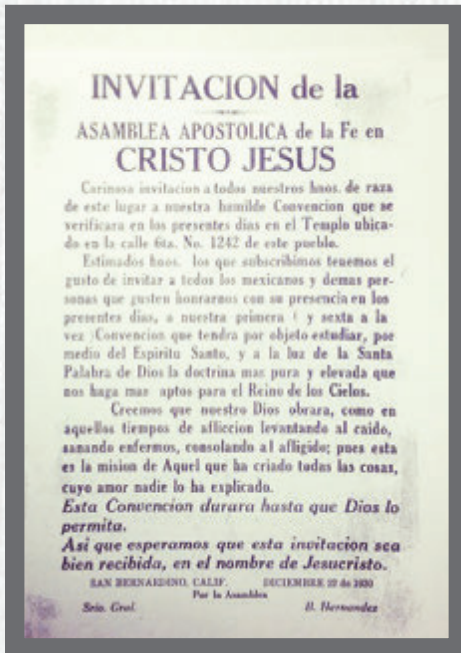 INVITACION de la
ASAMBLEA APOSTOLICA de la Fe en
CRISTO JESUS
Carinosa invitacion a todos nuestros hnos. de raza
de este lugar a nuestra humilde Convencion que se
verificara en los presentes dias en el Templo ubica-
do en la calle 6ta. No. 1242 de este pueblo.
Estimados hnos. los que subscribimos tenemos el
gusto de invitar a todos los mexicanos y demas per-
sonas que gusten honrarnos con su presencia en los
presentes dias, a nuestra primera ( y sexta a la
vez )Convencion que tendra por objeto estudiar, por
medio del Espiritu Santo, y a la luz de la Santa
Palabra de Dios la doctrina mas pura y elevada que
nos haga mas aptos para el Reino de los Cielos.
Creemos que nuestro Dios obrara, como en
aquellos tiempos de afliccion levantando al caido,
sanando enfermos, consolando al afligido; pues esta
es la mision de Aquel que ha criado todas las cosas,
cuyo amor nadie lo ha explicado.
Esta Convencion durara hasta que Dios lo
permita.
Asi que esperamos que esta invitacion sea
bien recibida, en el nombre de Jesucristo.
SAN BERNARDINO, CALIF. DICIEMBRE de 1930
Por la Asamblea
Srio. Gral. Hernandez